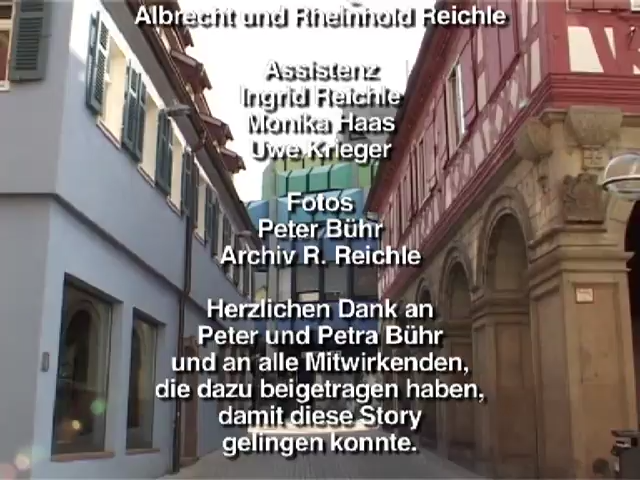 Albrecht und Rheinhold Reichle
Assistenz
Ingrid Reichle
Monika Haas
Uwe Krieger
Fotos
Peter Bühr
Archiv R. Reichle
Herzlichen Dank an
Peter und Petra Bühr
und an alle Mitwirkenden,
die dazu beigetragen haben,
damit diese Story
gelingen konnte.